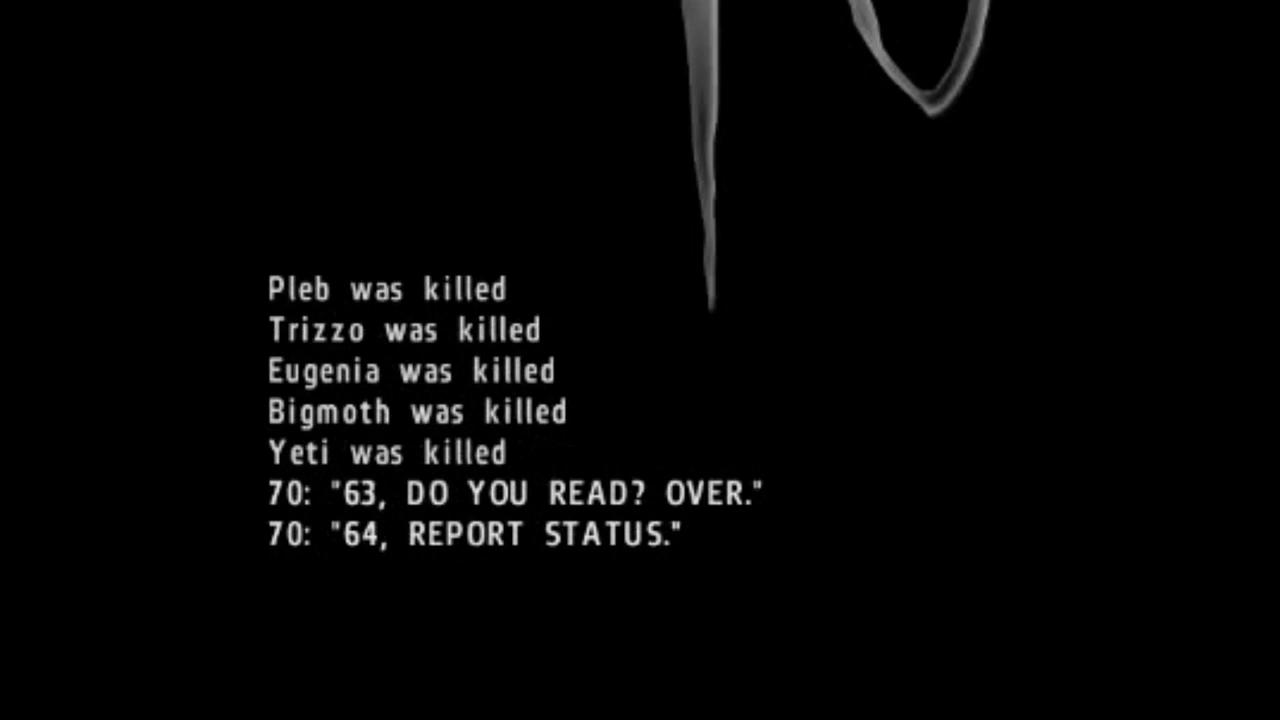 Pleb was killed
Trizzo was killed
Eugenia was killed
Bigmoth was killed
Yeti was killed
70: "63, DO YOU READ? OVER."
70: "64, REPORT STATUS."